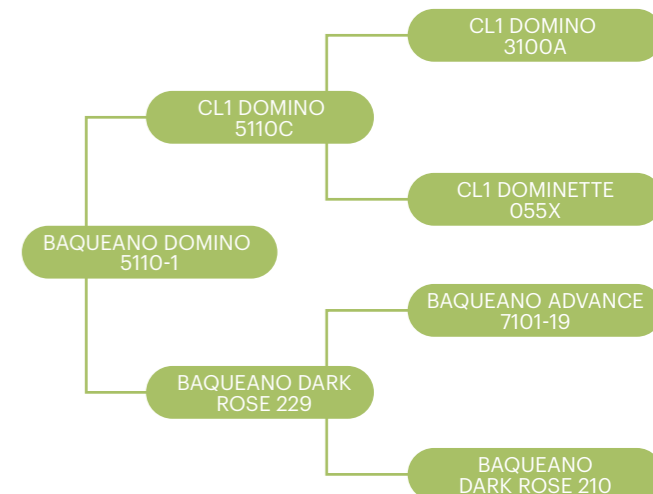 CL1 DOMINO
3100A
CL1 DOMINO
5110C
CL1 DOMINETTE
055X
BAQUEANO DOMINO
5110-1
BAQUEANO ADVANCE
7101-19
BAQUEANO DARK
ROSE 229
BAQUEANO
DARK ROSE 210